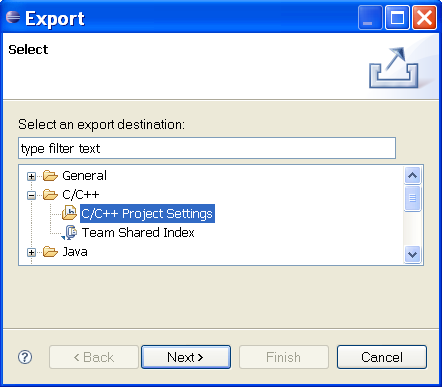 Export
Select
Select an export destination:
type filter text
General
C/C++
C/C++ Project Settings
Team Shared Index
Java
? < Back Next > Finish Cancel